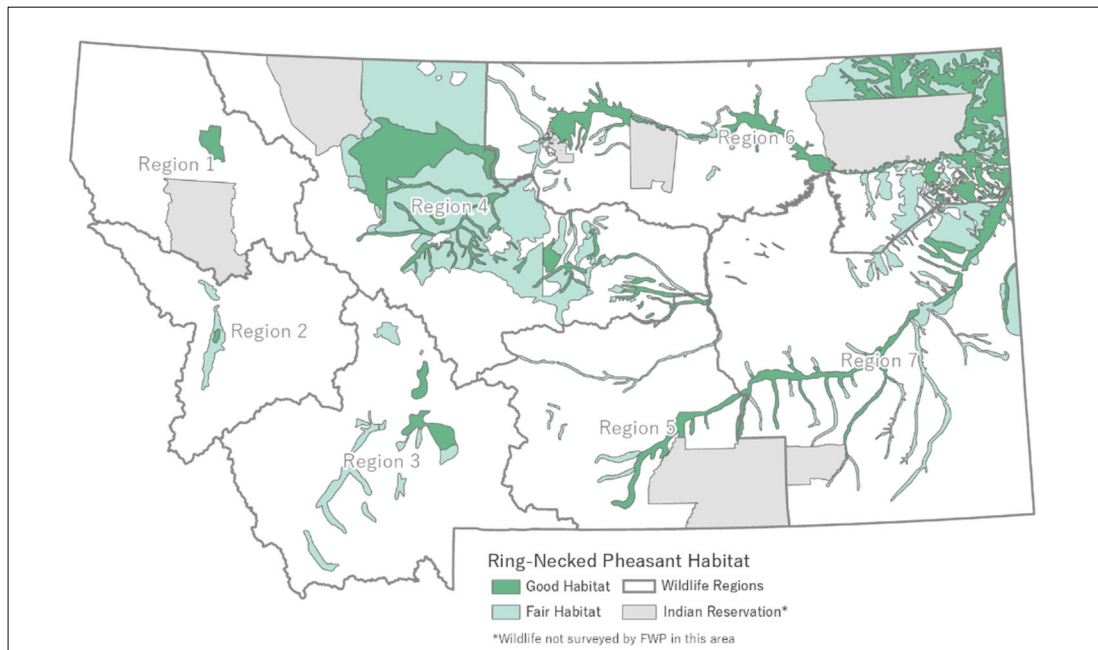 Region 1
Region 6
Region 4
Region 2
Region 7
Region 5
Region 3
Ring-Necked Pheasant Habitat
Good Habitat
Wildlife Regions
Fair Habitat
Indian Reservation*
*Wildlife not surveyed by FWP in this area